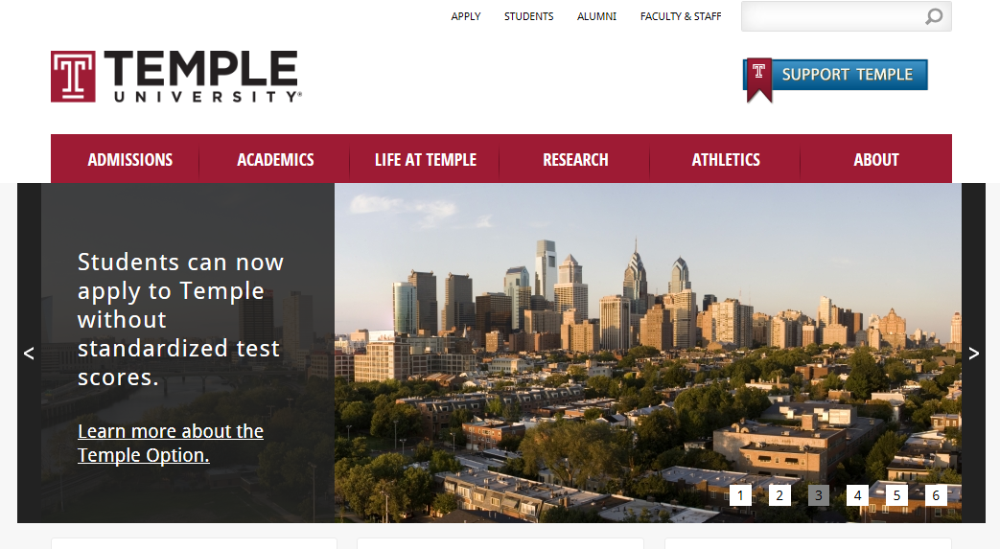 APPLY STUDENTS ALUMNI FACULTY & STAFF
T TEMPLE
UNIVERSITY®
T SUPPORT TEMPLE
ADMISSIONS ACADEMICS LIFE AT TEMPLE RESEARCH ATHLETICS ABOUT
Students can now
apply to Temple
without
standardized test
scores.
< >
Learn more about the
Temple Option.
1 2 3 4 5 6